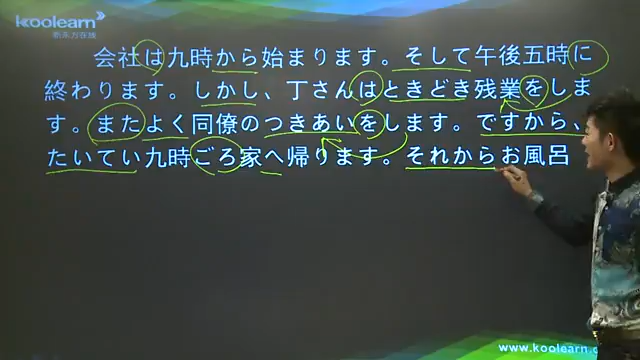 koolearn
新东方在线
会社は九時から始まります。そして午後五時に
終わります。しかし、丁さんはときどき残業をしま
す。またよく同僚のつきあいをします。ですから、
たいてい九時ごろ家へ帰ります。それからお風呂
www.koolearn.c